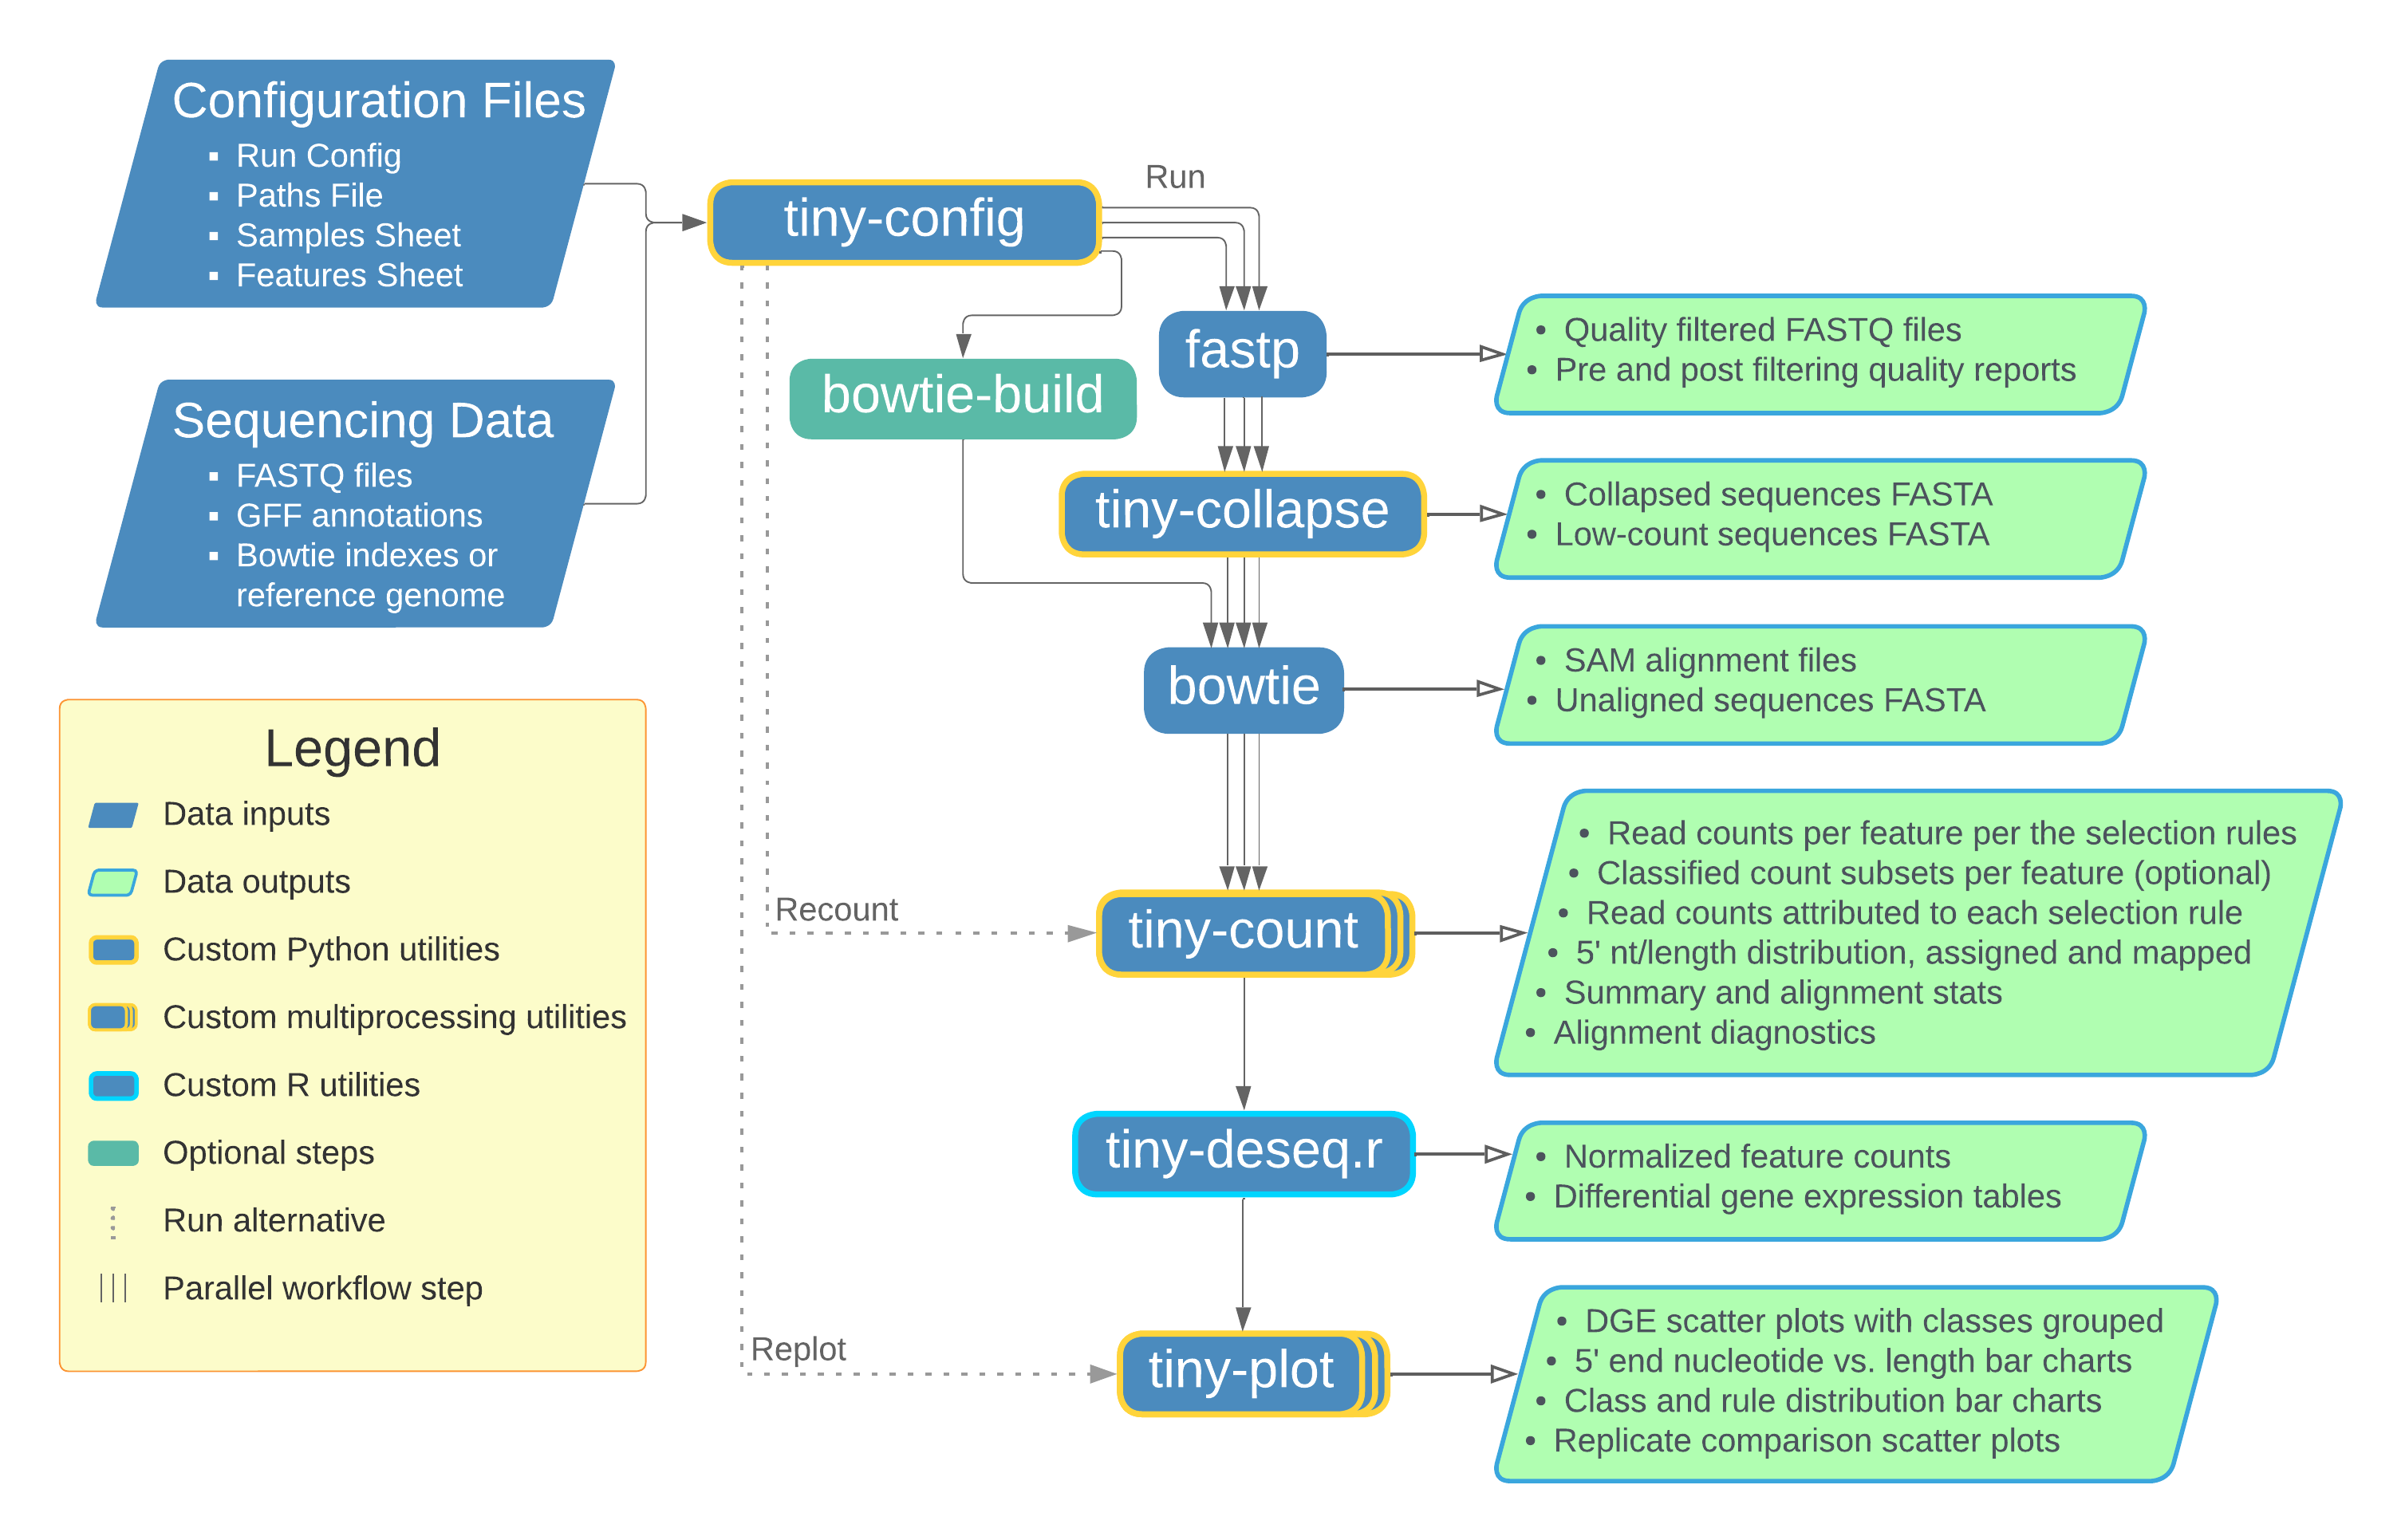 Configuration Files
▪ Run Config
▪ Paths File
▪ Samples Sheet
▪ Features Sheet
Sequencing Data
▪ FASTQ files
▪ GFF annotations
▪ Bowtie indexes or
reference genome
Legend
Data inputs
Data outputs
Custom Python utilities
Custom multiprocessing utilities
Custom R utilities
Optional steps
Run alternative
Parallel workflow step
tiny-config
Run
fastp
bowtie-build
tiny-collapse
bowtie
Recount
tiny-count
tiny-deseq.r
Replot
tiny-plot
• Quality filtered FASTQ files
• Pre and post filtering quality reports
• Collapsed sequences FASTA
• Low-count sequences FASTA
• SAM alignment files
• Unaligned sequences FASTA
• Read counts per feature per the selection rules
• Classified count subsets per feature (optional)
• Read counts attributed to each selection rule
• 5' nt/length distribution, assigned and mapped
• Summary and alignment stats
• Alignment diagnostics
• Normalized feature counts
• Differential gene expression tables
• DGE scatter plots with classes grouped
• 5' end nucleotide vs. length bar charts
• Class and rule distribution bar charts
• Replicate comparison scatter plots